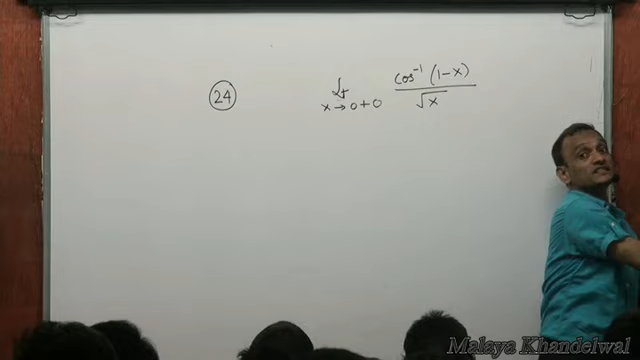 24
Lt x→0+0 cos⁻¹(1-x) / √x
Malaya Khandelwal